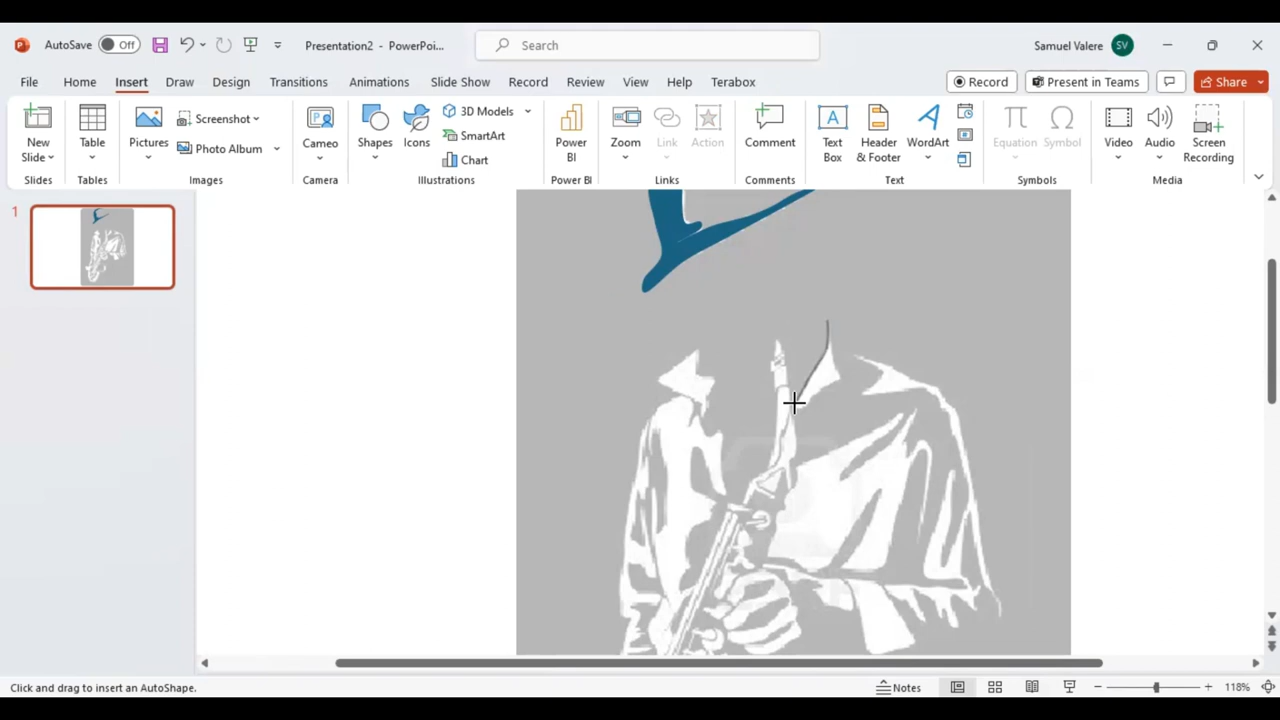 AutoSave Off Presentation2 - PowerPoi... Search Samuel Valere SV
File Home Insert Draw Design Transitions Animations Slide Show Record Review View Help Terabox Record Present in Teams Share
New Slide
Table
Pictures
Screenshot
Photo Album
Cameo
Shapes
Icons
3D Models
SmartArt
Chart
Power BI
Zoom
Link
Action
Comment
Text Box
Header & Footer
WordArt
Equation
Symbol
Video
Audio
Screen Recording
Slides Tables Images Camera Illustrations Power BI Links Comments Text Symbols Media
1
Click and drag to insert an AutoShape. Notes 118%